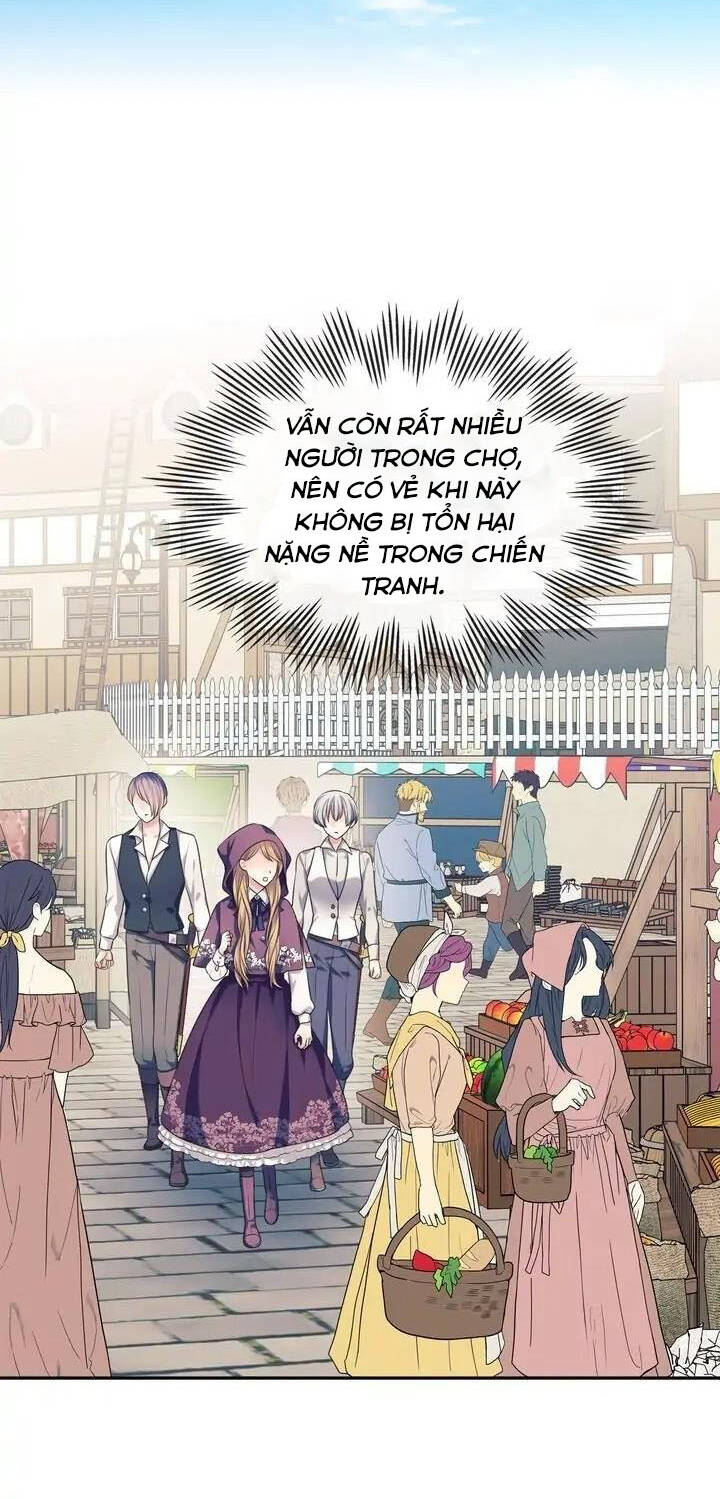 VẪN CÒN RẤT NHIỀU
NGƯỜI TRONG CHỢ,
NÊN CÓ VẺ KHI NÀY
KHÔNG BỊ TỔN HẠI
NẶNG NỀ TRONG CHIẾN
TRANH.